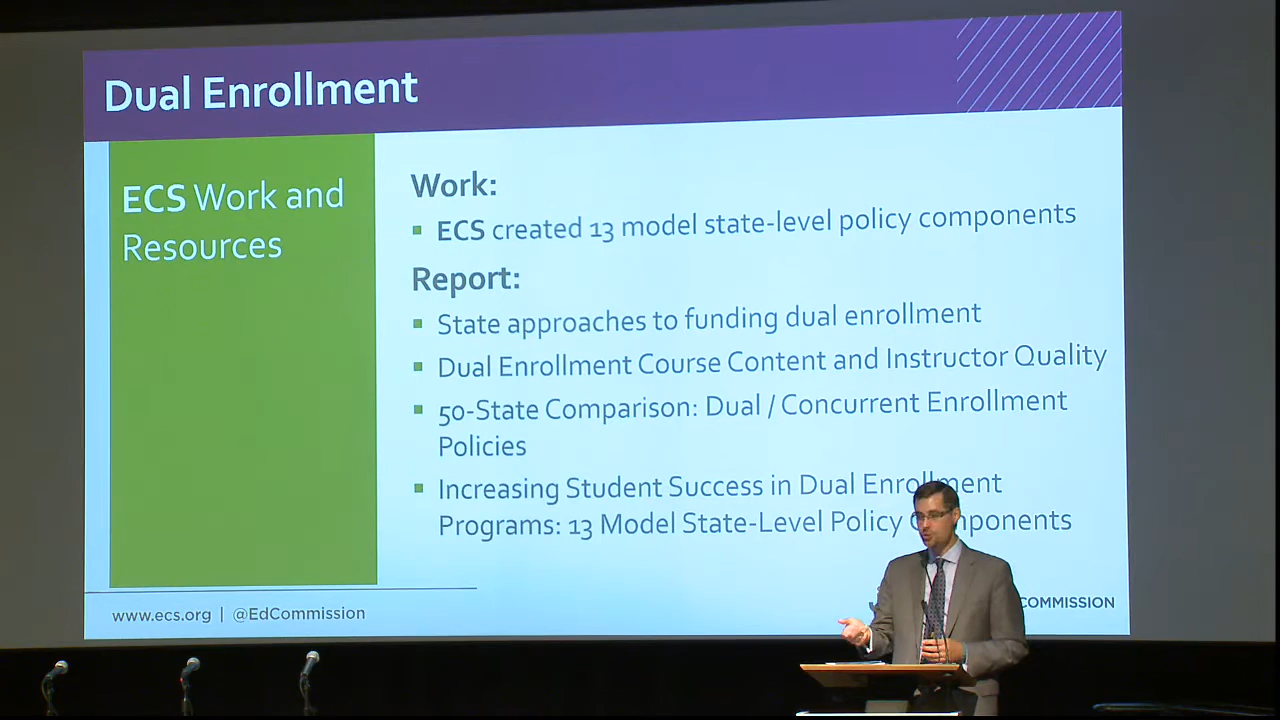 Dual Enrollment
ECS Work and
Resources
Work:
▪ ECS created 13 model state-level policy components
Report:
▪ State approaches to funding dual enrollment
▪ Dual Enrollment Course Content and Instructor Quality
▪ 50-State Comparison: Dual / Concurrent Enrollment
Policies
▪ Increasing Student Success in Dual Enrollment
Programs: 13 Model State-Level Policy Components
www.ecs.org | @EdCommission
COMMISSION